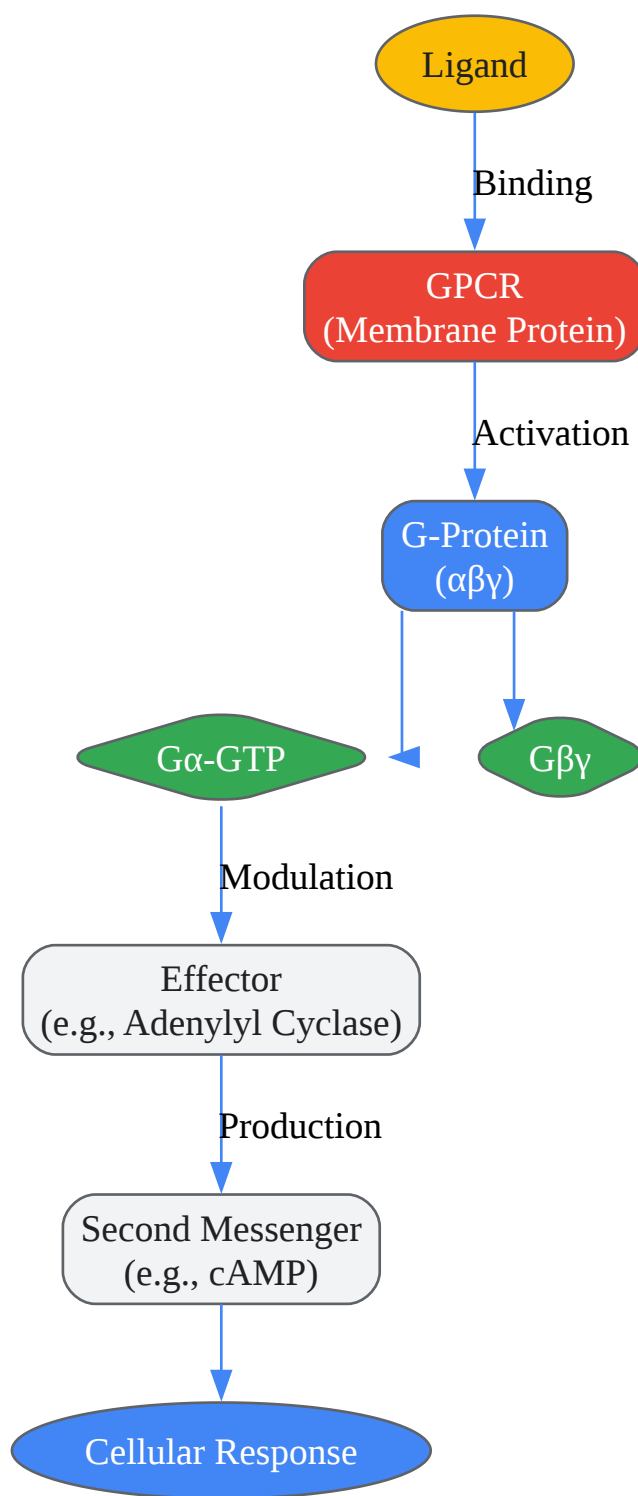 Ligand
Binding
GPCR
(Membrane Protein)
Activation
G-Protein
(αβγ)
Gα-GTP
Gβγ
Modulation
Effector
(e.g., Adenylyl Cyclase)
Production
Second Messenger
(e.g., cAMP)
Cellular Response